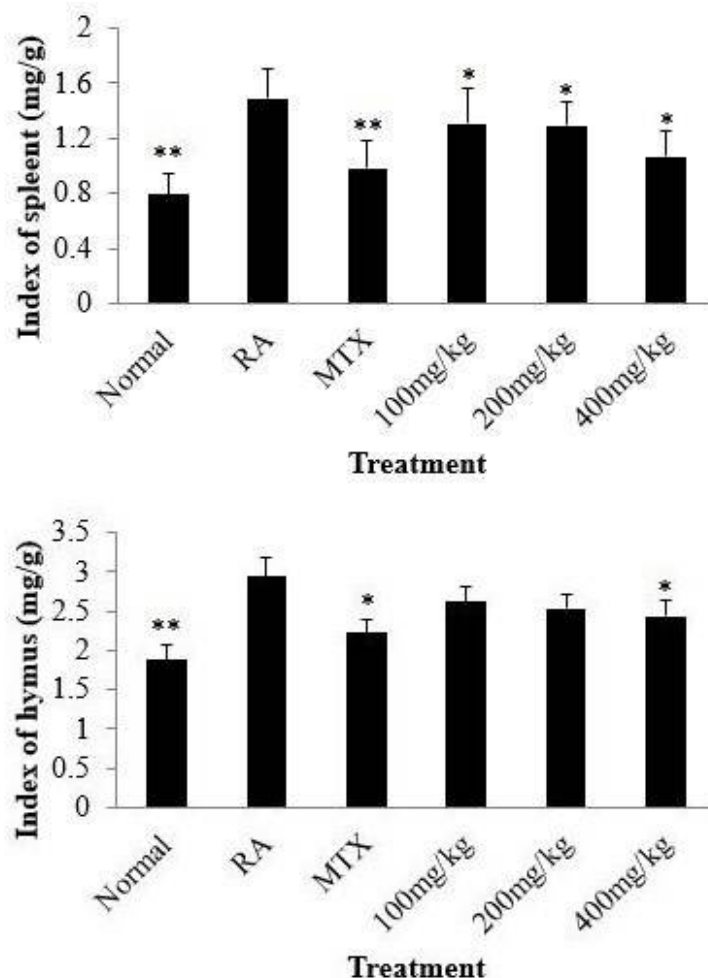 Index of spleent (mg/g)
2
1.6
1.2
0.8
0.4
0
**
**
*
*
*
Normal
RA
MTX
100mg/kg
200mg/kg
400mg/kg
Treatment
Index of hymus (mg/g)
3.5
3
2.5
2
1.5
1
0.5
0
**
*
*
Normal
RA
MTX
100mg/kg
200mg/kg
400mg/kg
Treatment